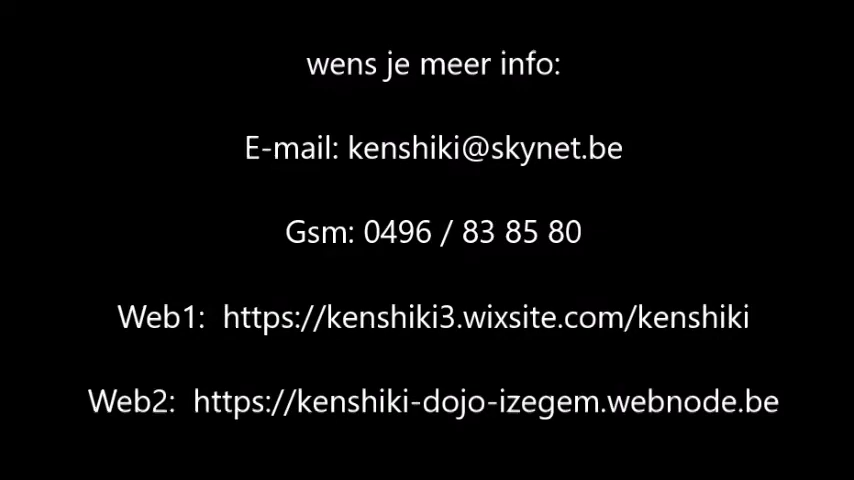 wens je meer info:
E-mail: kenshiki@skynet.be
Gsm: 0496 / 83 85 80
Web1:  https://kenshiki3.wixsite.com/kenshiki
Web2:  https://kenshiki-dojo-izegem.webnode.be